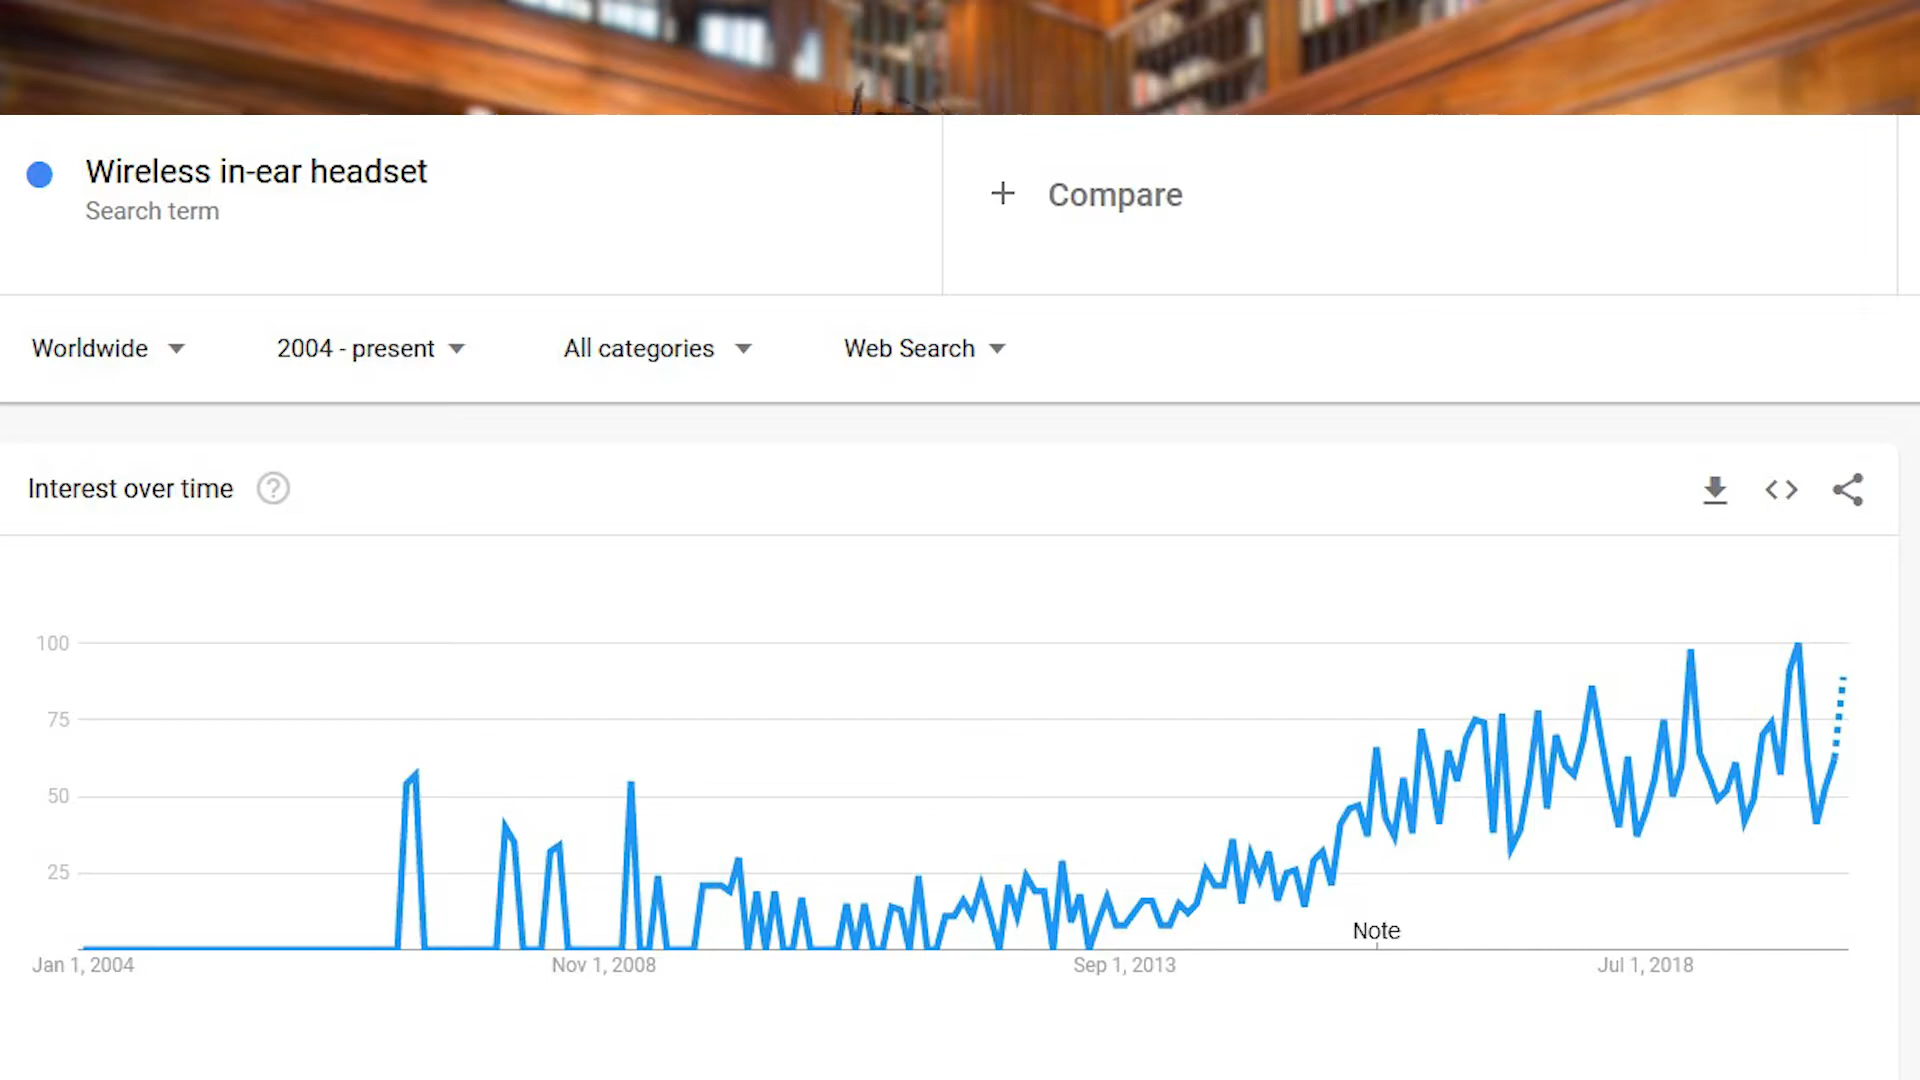 Wireless in-ear headset
Search term
+ Compare
Worldwide
2004 - present
All categories
Web Search
Interest over time ?
100
75
50
25
Note
Jan 1, 2004
Nov 1, 2008
Sep 1, 2013
Jul 1, 2018